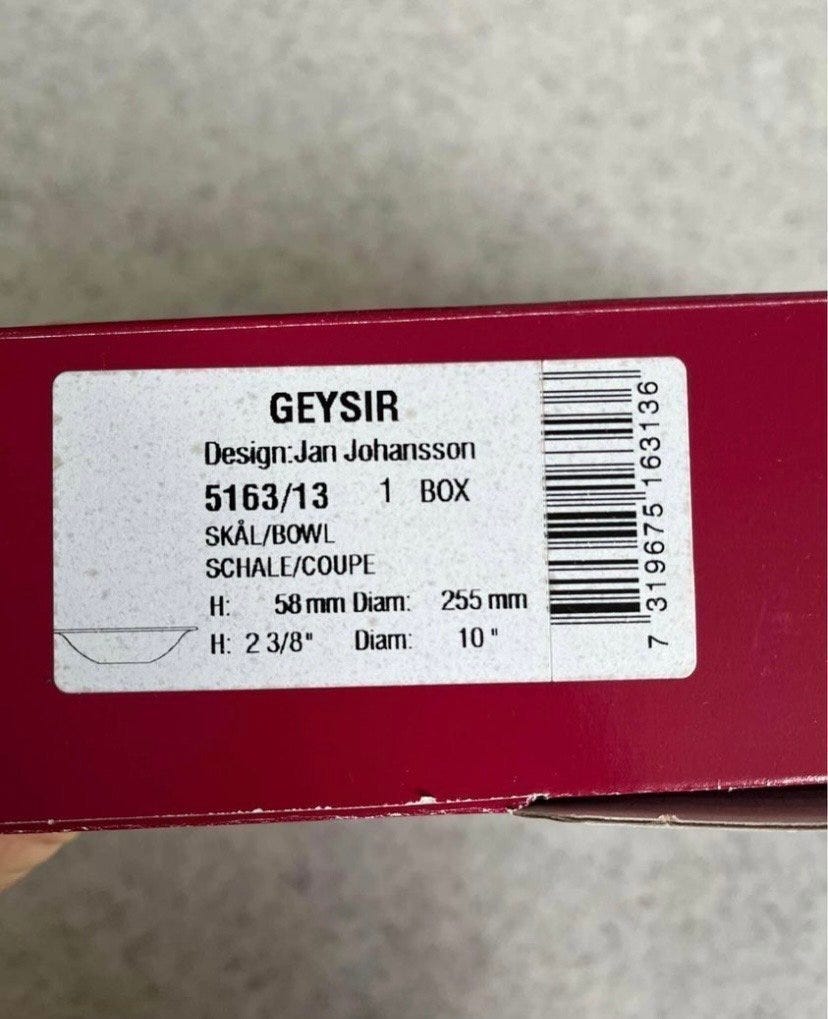 GEYSIR
Design:Jan Johansson
5163/13 1 BOX
SKÅL/BOWL
SCHALE/COUPE
H: 58 mm Diam: 255 mm
H: 2 3/8" Diam: 10 "
7 319675 163136